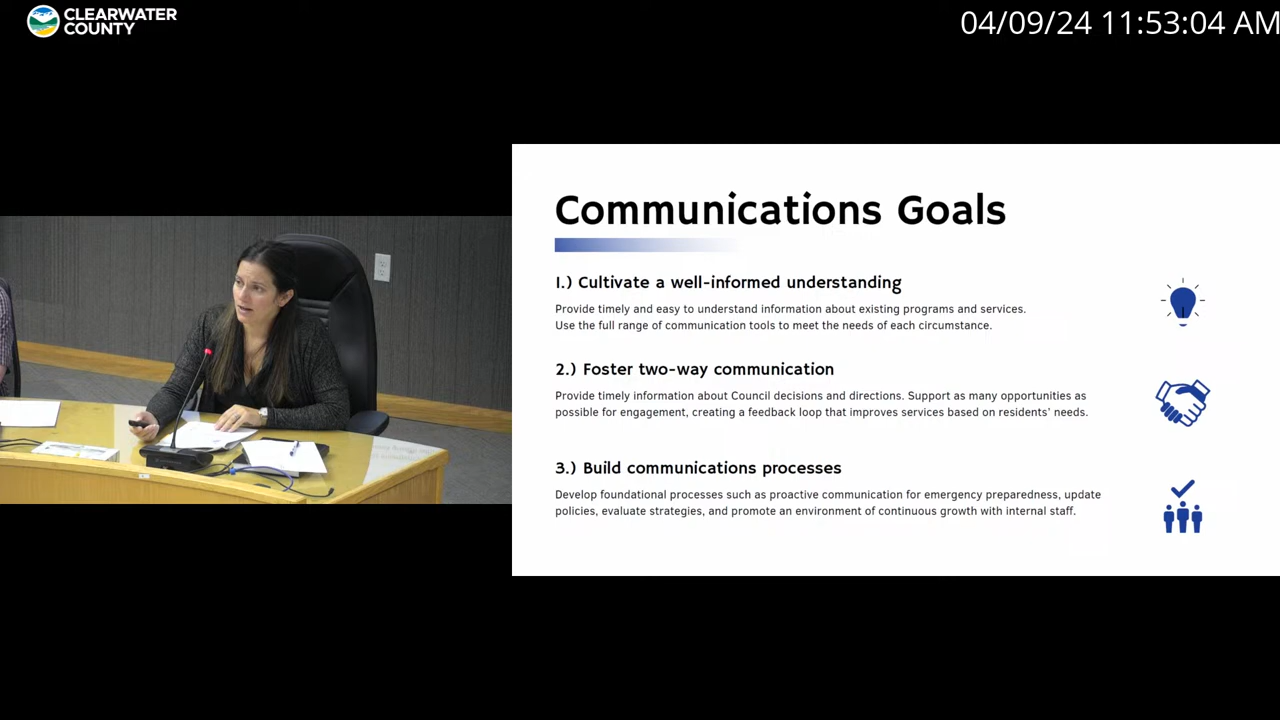 CLEARWATER
COUNTY
04/09/24 11:53:04 AM
Communications Goals
1.) Cultivate a well-informed understanding
Provide timely and easy to understand information about existing programs and services.
Use the full range of communication tools to meet the needs of each circumstance.
2.) Foster two-way communication
Provide timely information about Council decisions and directions. Support as many opportunities as
possible for engagement, creating a feedback loop that improves services based on residents' needs.
3.) Build communications processes
Develop foundational processes such as proactive communication for emergency preparedness, update
policies, evaluate strategies, and promote an environment of continuous growth with internal staff.